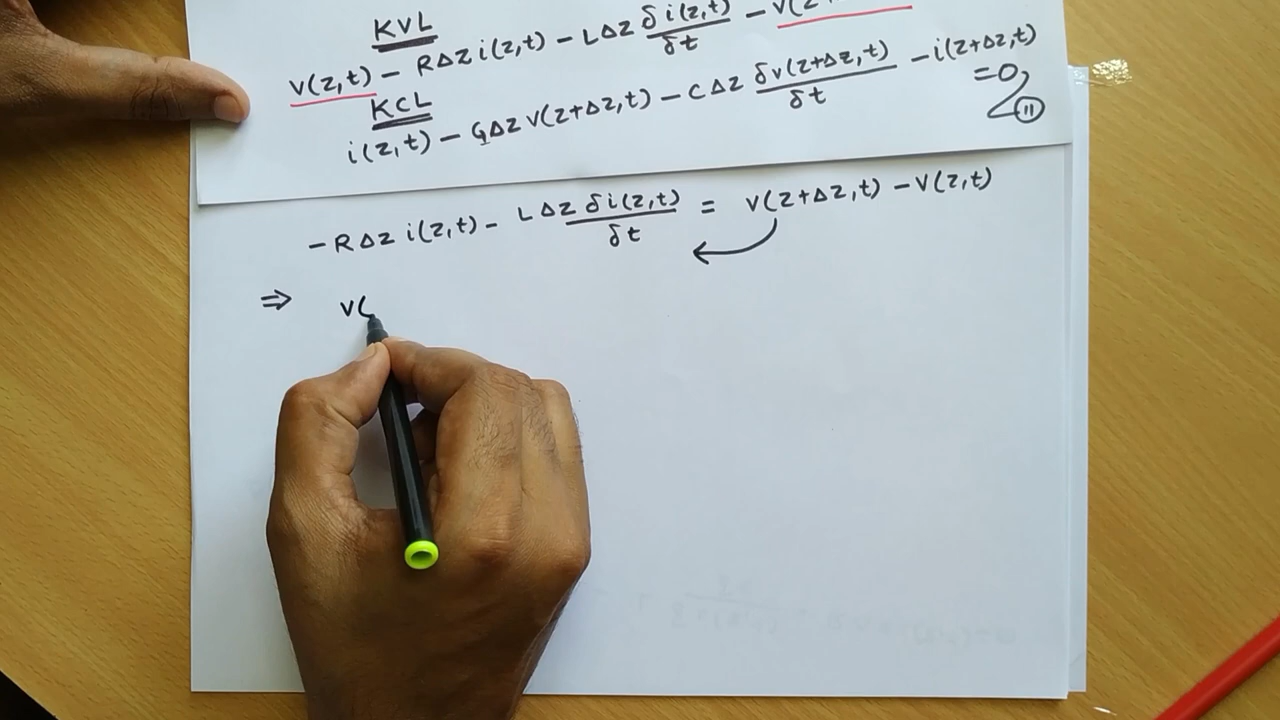 KVL
v(z,t) - RΔz i(z,t) - LΔz δi(z,t)/δt - v(z+
KCL
i(z,t) - GΔz v(z+Δz,t) - CΔz δv(z+Δz,t)/δt - i(z+Δz,t) = 0 (11)
- RΔz i(z,t) - LΔz δi(z,t)/δt = v(z+Δz,t) - v(z,t)
⇒ v(